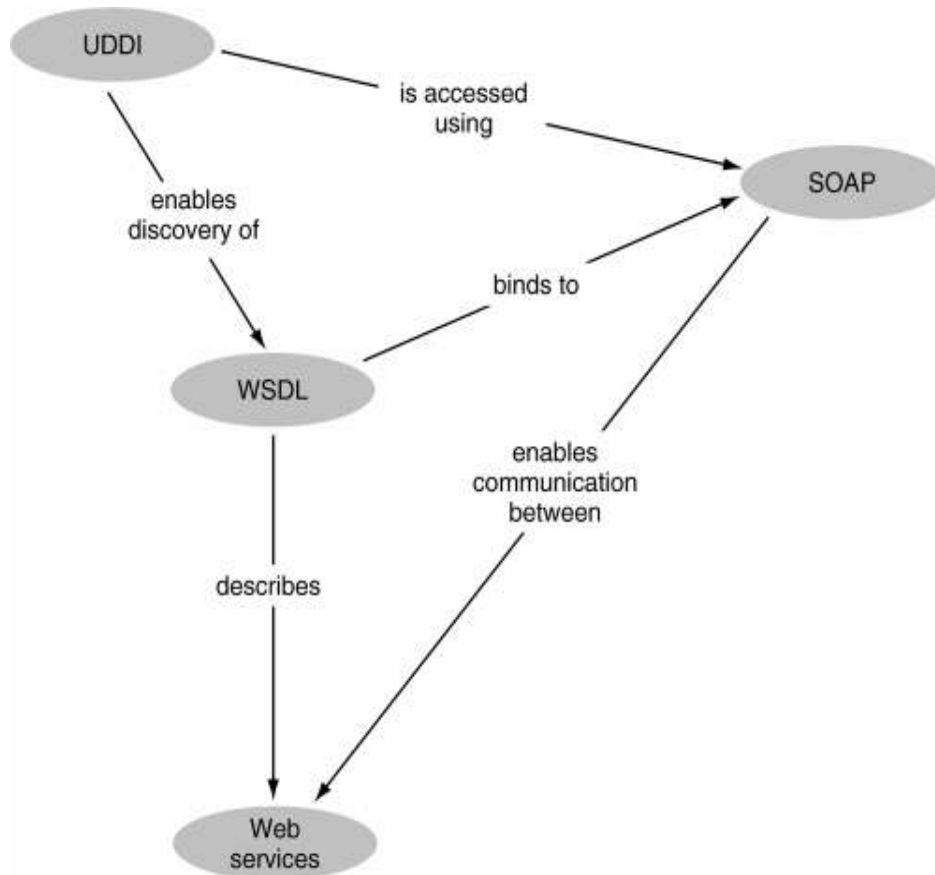 UDDI
is accessed
using
SOAP
enables
discovery of
binds to
WSDL
enables
communication
between
describes
Web
services